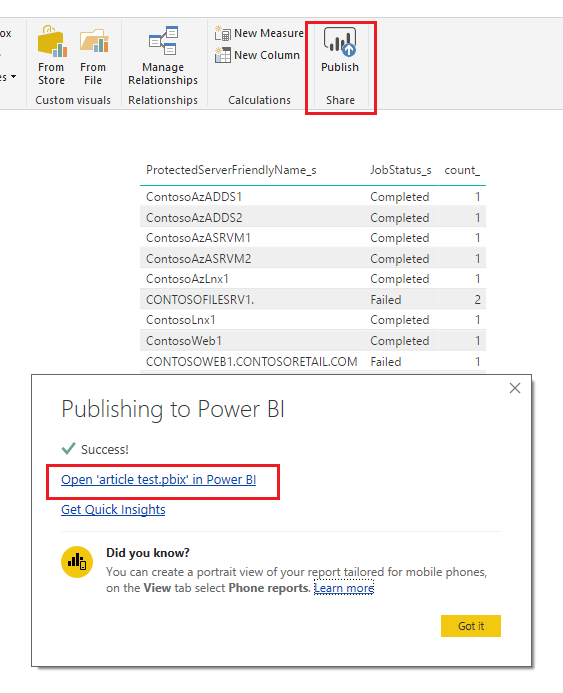 ox
New Measure
New Column
es
From Store
From File
Manage Relationships
Publish
Custom visuals
Relationships
Calculations
Share
ProtectedServerFriendlyName_s JobStatus_s count_
ContosoAzADDS1 Completed 1
ContosoAzADDS2 Completed 1
ContosoAzASRVM1 Completed 1
ContosoAzASRVM2 Completed 1
ContosoAzLnx1 Completed 1
CONTOSOFILESRV1. Failed 2
ContosoLnx1 Completed 1
ContosoWeb1 Completed 1
CONTOSOWEB1.CONTOSORETAIL.COM Failed 1
Publishing to Power BI
Success!
Open 'article test.pbix' in Power BI
Get Quick Insights
Did you know?
You can create a portrait view of your report tailored for mobile phones,
on the View tab select Phone reports. Learn more
Got it